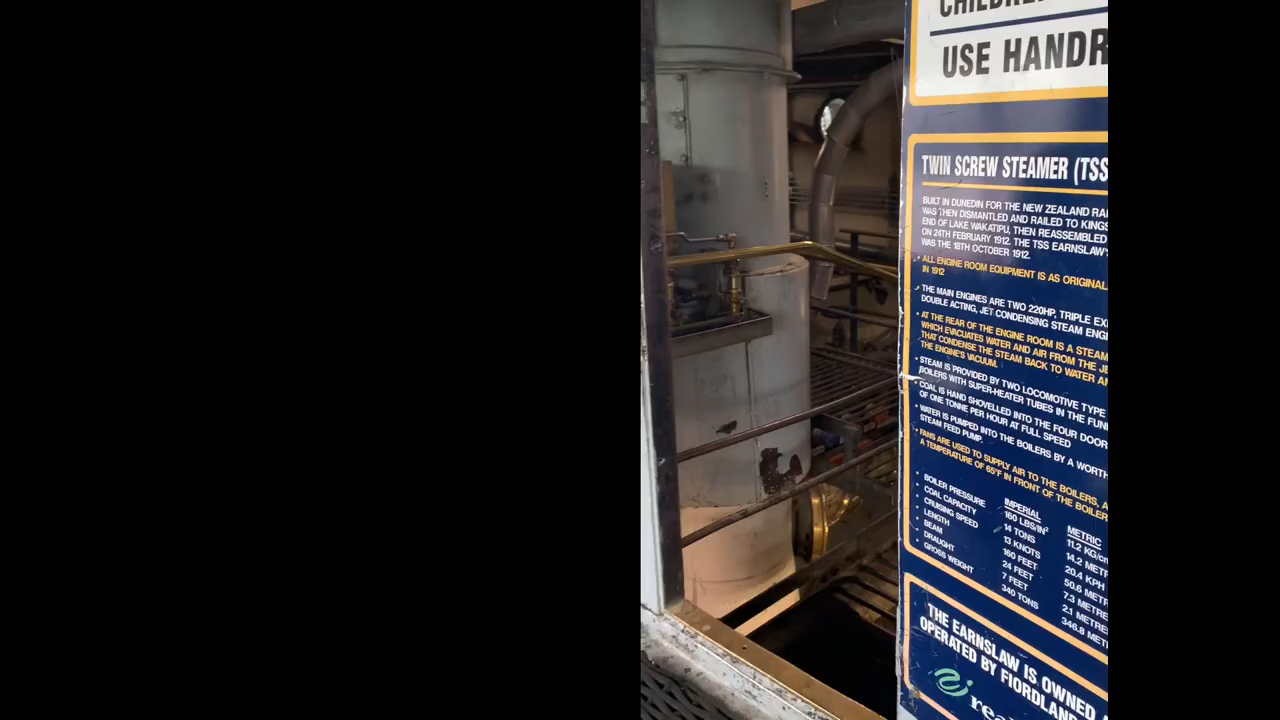 CHILDREN
USE HANDR
TWIN SCREW STEAMER (TSS
BUILT IN DUNEDIN FOR THE NEW ZEALAND RAI
WAS THEN DISMANTLED AND RAILED TO KINGS
END OF LAKE WAKATIPU, THEN REASSEMBLED
ON 24TH FEBRUARY 1912. THE TSS EARNSLAW'S
WAS THE 18TH OCTOBER 1912.
• ALL ENGINE ROOM EQUIPMENT IS AS ORIGINAL
IN 1912
• THE MAIN ENGINES ARE TWO 220HP, TRIPLE EX
DOUBLE ACTING, JET CONDENSING STEAM ENGI
• AT THE REAR OF THE ENGINE ROOM IS A STEAM
WHICH EVACUATES WATER AND AIR FROM THE JE
THAT CONDENSE THE STEAM BACK TO WATER AN
THE ENGINE'S VACUUM.
• STEAM IS PROVIDED BY TWO LOCOMOTIVE TYPE
BOILERS WITH SUPER-HEATER TUBES IN THE FUN
• COAL IS HAND SHOVELLED INTO THE FOUR DOOR
OF ONE TONNE PER HOUR AT FULL SPEED
• WATER IS PUMPED INTO THE BOILERS BY A WORTH
STEAM FEED PUMP.
• FANS ARE USED TO SUPPLY AIR TO THE BOILERS, A
A TEMPERATURE OF 65°F IN FRONT OF THE BOILER
IMPERIAL METRIC
• BOILER PRESSURE 160 LBS/IN² 11.2 KG/cm
• COAL CAPACITY 14 TONS 14.2 METR
• CRUISING SPEED 13 KNOTS 20.4 KPH
• LENGTH 160 FEET 50.6 METR
• BEAM 24 FEET 7.3 METRE
• DRAUGHT 7 FEET 2.1 METRES
• GROSS WEIGHT 340 TONS 346.8 MET
THE EARNSLAW IS OWNED
OPERATED BY FIORDLAN
rea